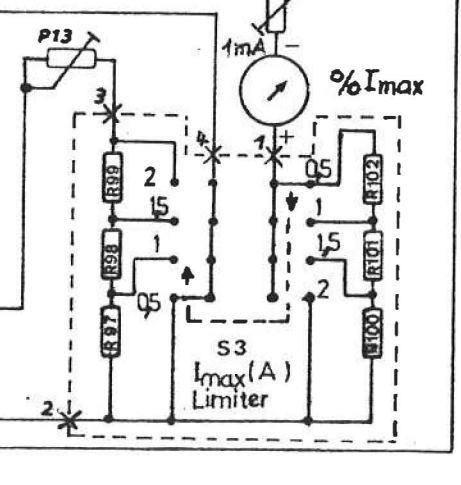 P13
1mA
-
% Imax
3
4
1
+
R99
2
1,5
R98
1
0,5
R97
2
0,5
R102
1
R101
1,5
2
R100
S3
Imax(A)
Limiter